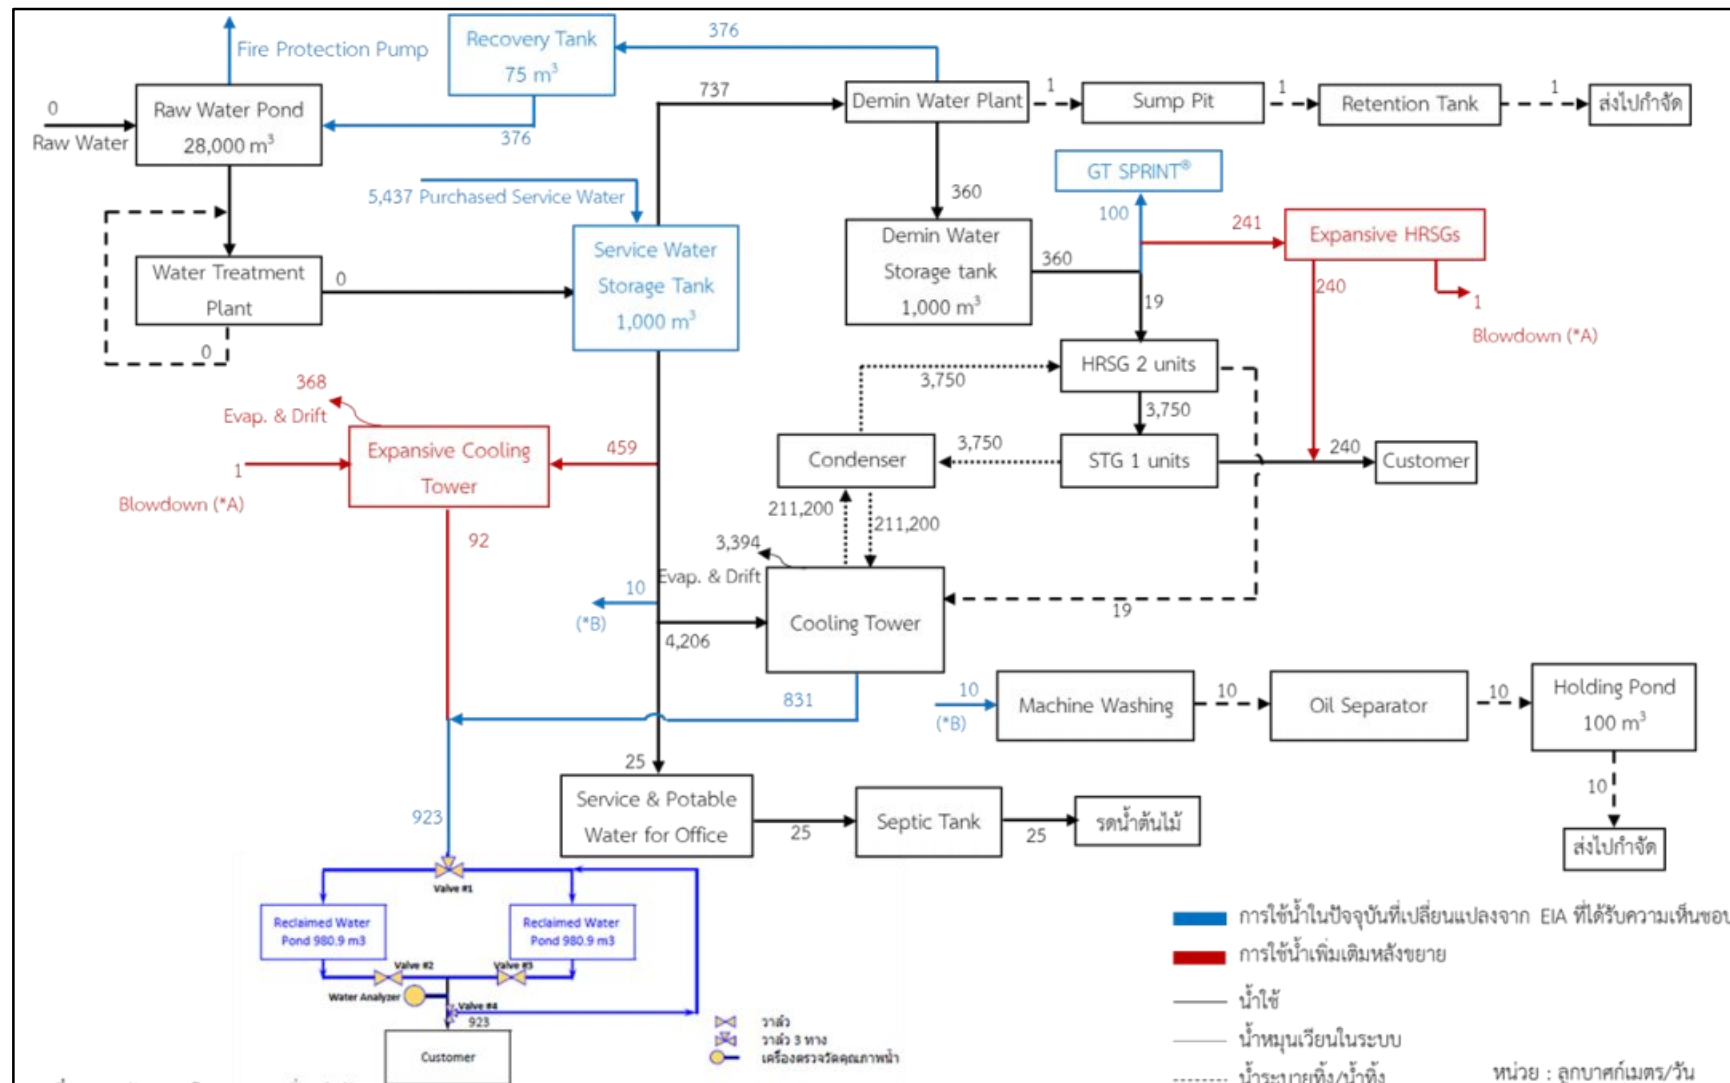 Fire Protection Pump
Recovery Tank
75 m³
376
376
0
Raw Water
Raw Water Pond
28,000 m³
737
Demin Water Plant
1
Sump Pit
1
Retention Tank
1
ส่งไปกำจัด
5,437 Purchased Service Water
360
GT SPRINT®
100
241
Expansive HRSGs
240
1
Blowdown (*A)
Service Water
Storage Tank
1,000 m³
Demin Water
Storage tank
1,000 m³
360
19
Water Treatment
Plant
0
0
HRSG 2 units
3,750
3,750
368
Evap. & Drift
Expansive Cooling
Tower
459
1
Blowdown (*A)
Condenser
3,750
STG 1 units
240
Customer
211,200
211,200
92
3,394
Evap. & Drift
10
(*B)
4,206
Cooling Tower
19
831
10
(*B)
Machine Washing
10
Oil Separator
10
Holding Pond
100 m³
10
ส่งไปกำจัด
25
Service & Potable
Water for Office
25
Septic Tank
25
รดน้ำต้นไม้
923
Valve #1
Reclaimed Water
Pond 980.9 m3
Reclaimed Water
Pond 980.9 m3
Valve #2
Valve #3
Water Analyzer
Valve #4
923
Customer
วาล์ว
วาล์ว 3 ทาง
เครื่องตรวจวัดคุณภาพน้ำ
การใช้น้ำในปัจจุบันที่เปลี่ยนแปลงจาก EIA ที่ได้รับความเห็นชอบ
การใช้น้ำเพิ่มเติมหลังขยาย
น้ำใช้
น้ำหมุนเวียนในระบบ
น้ำระบายทิ้ง/น้ำทิ้ง
หน่วย : ลูกบาศก์เมตร/วัน